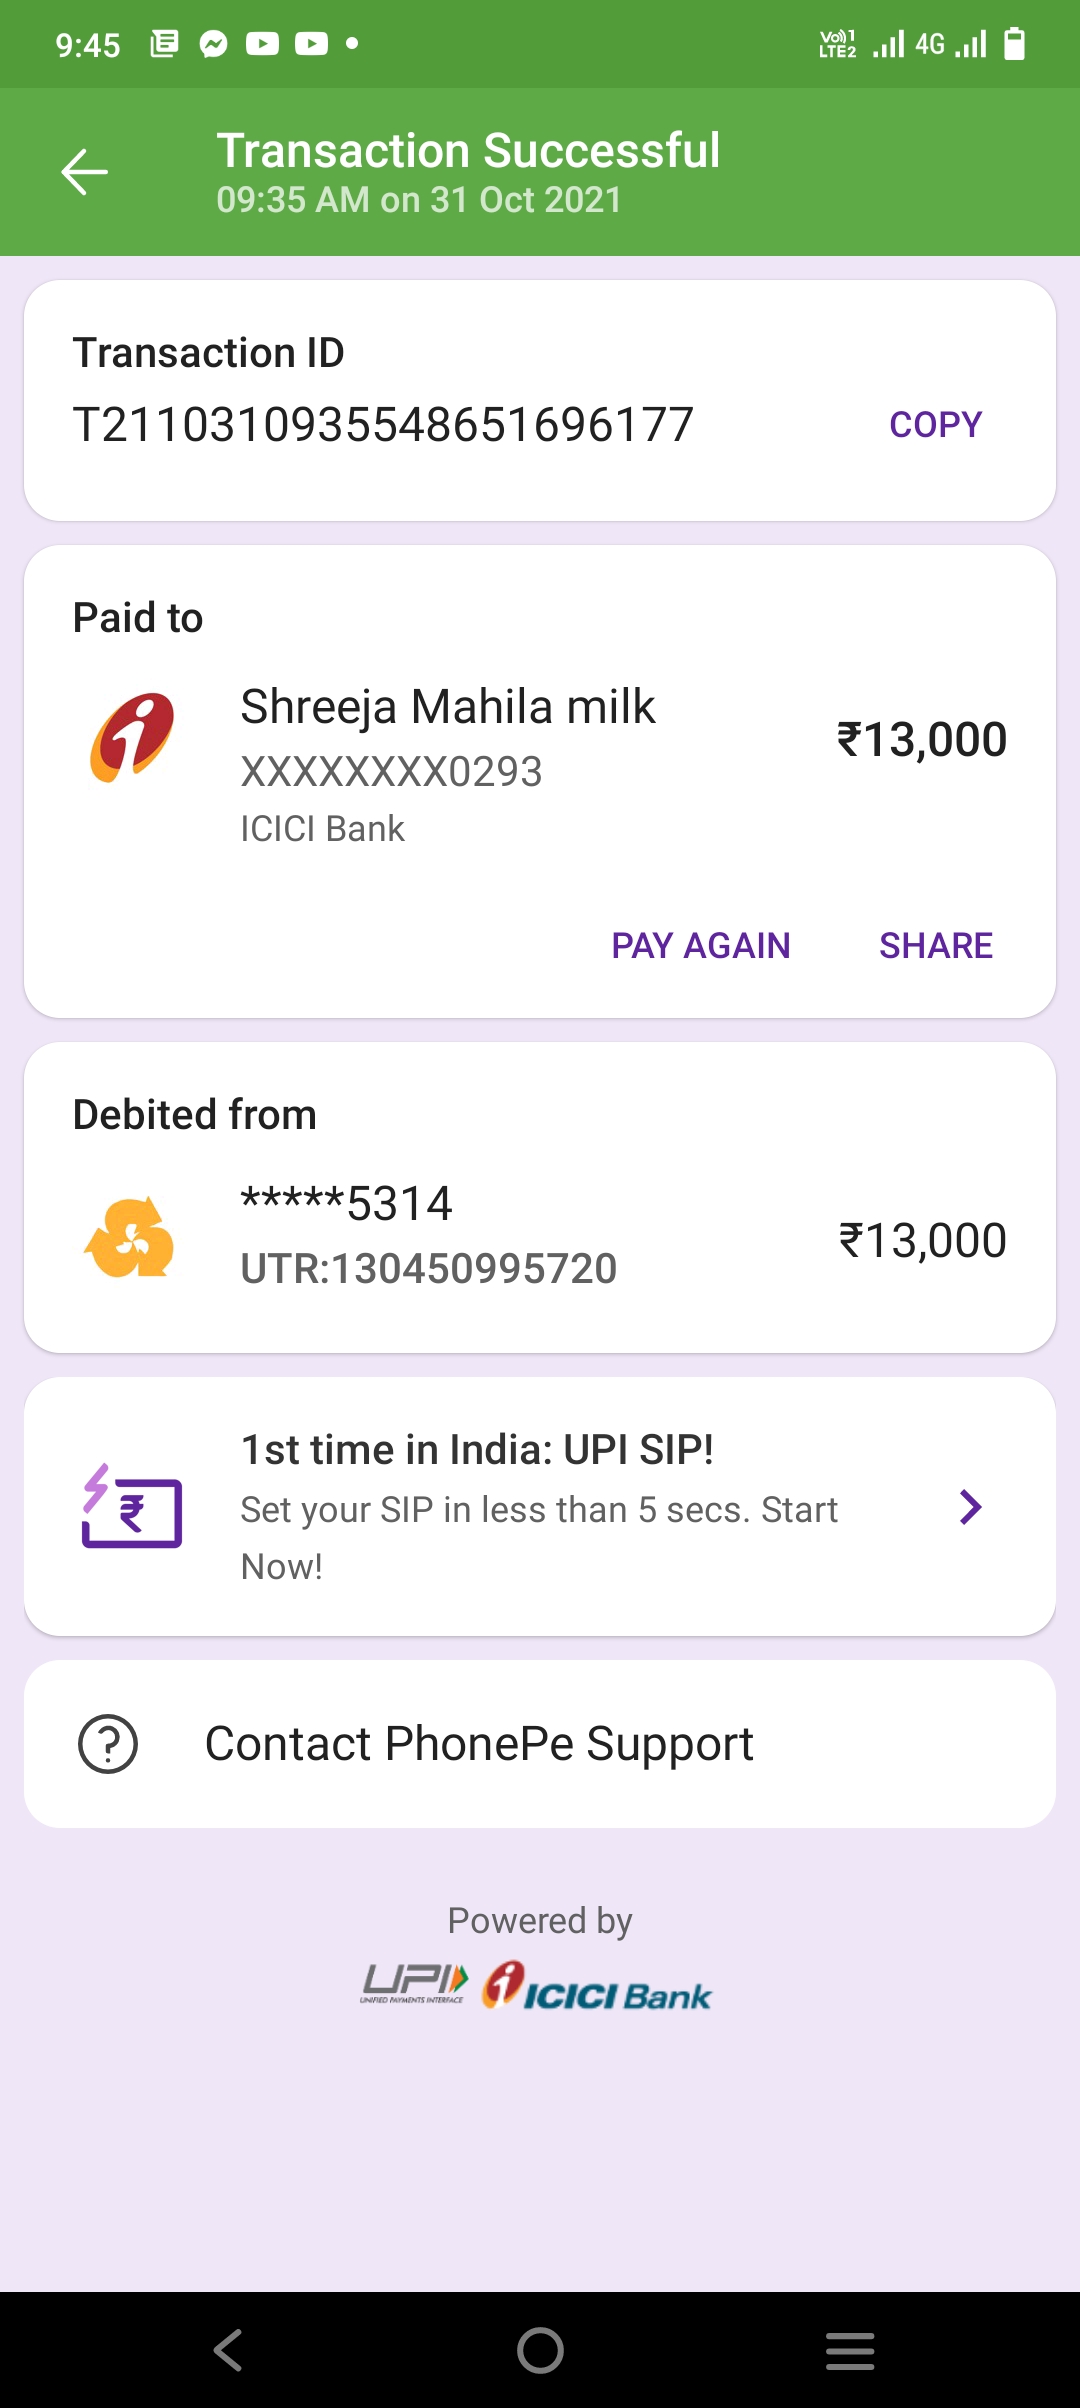 9:45
Vo))1
LTE2
4G
Transaction Successful
09:35 AM on 31 Oct 2021
Transaction ID
T2110310935548651696177
COPY
Paid to
Shreeja Mahila milk
₹13,000
XXXXXXXX0293
ICICI Bank
PAY AGAIN
SHARE
Debited from
*****5314
₹13,000
UTR:130450995720
1st time in India: UPI SIP!
Set your SIP in less than 5 secs. Start
Now!
Contact PhonePe Support
Powered by
UPI
UNIFIED PAYMENTS INTERFACE
ICICI Bank